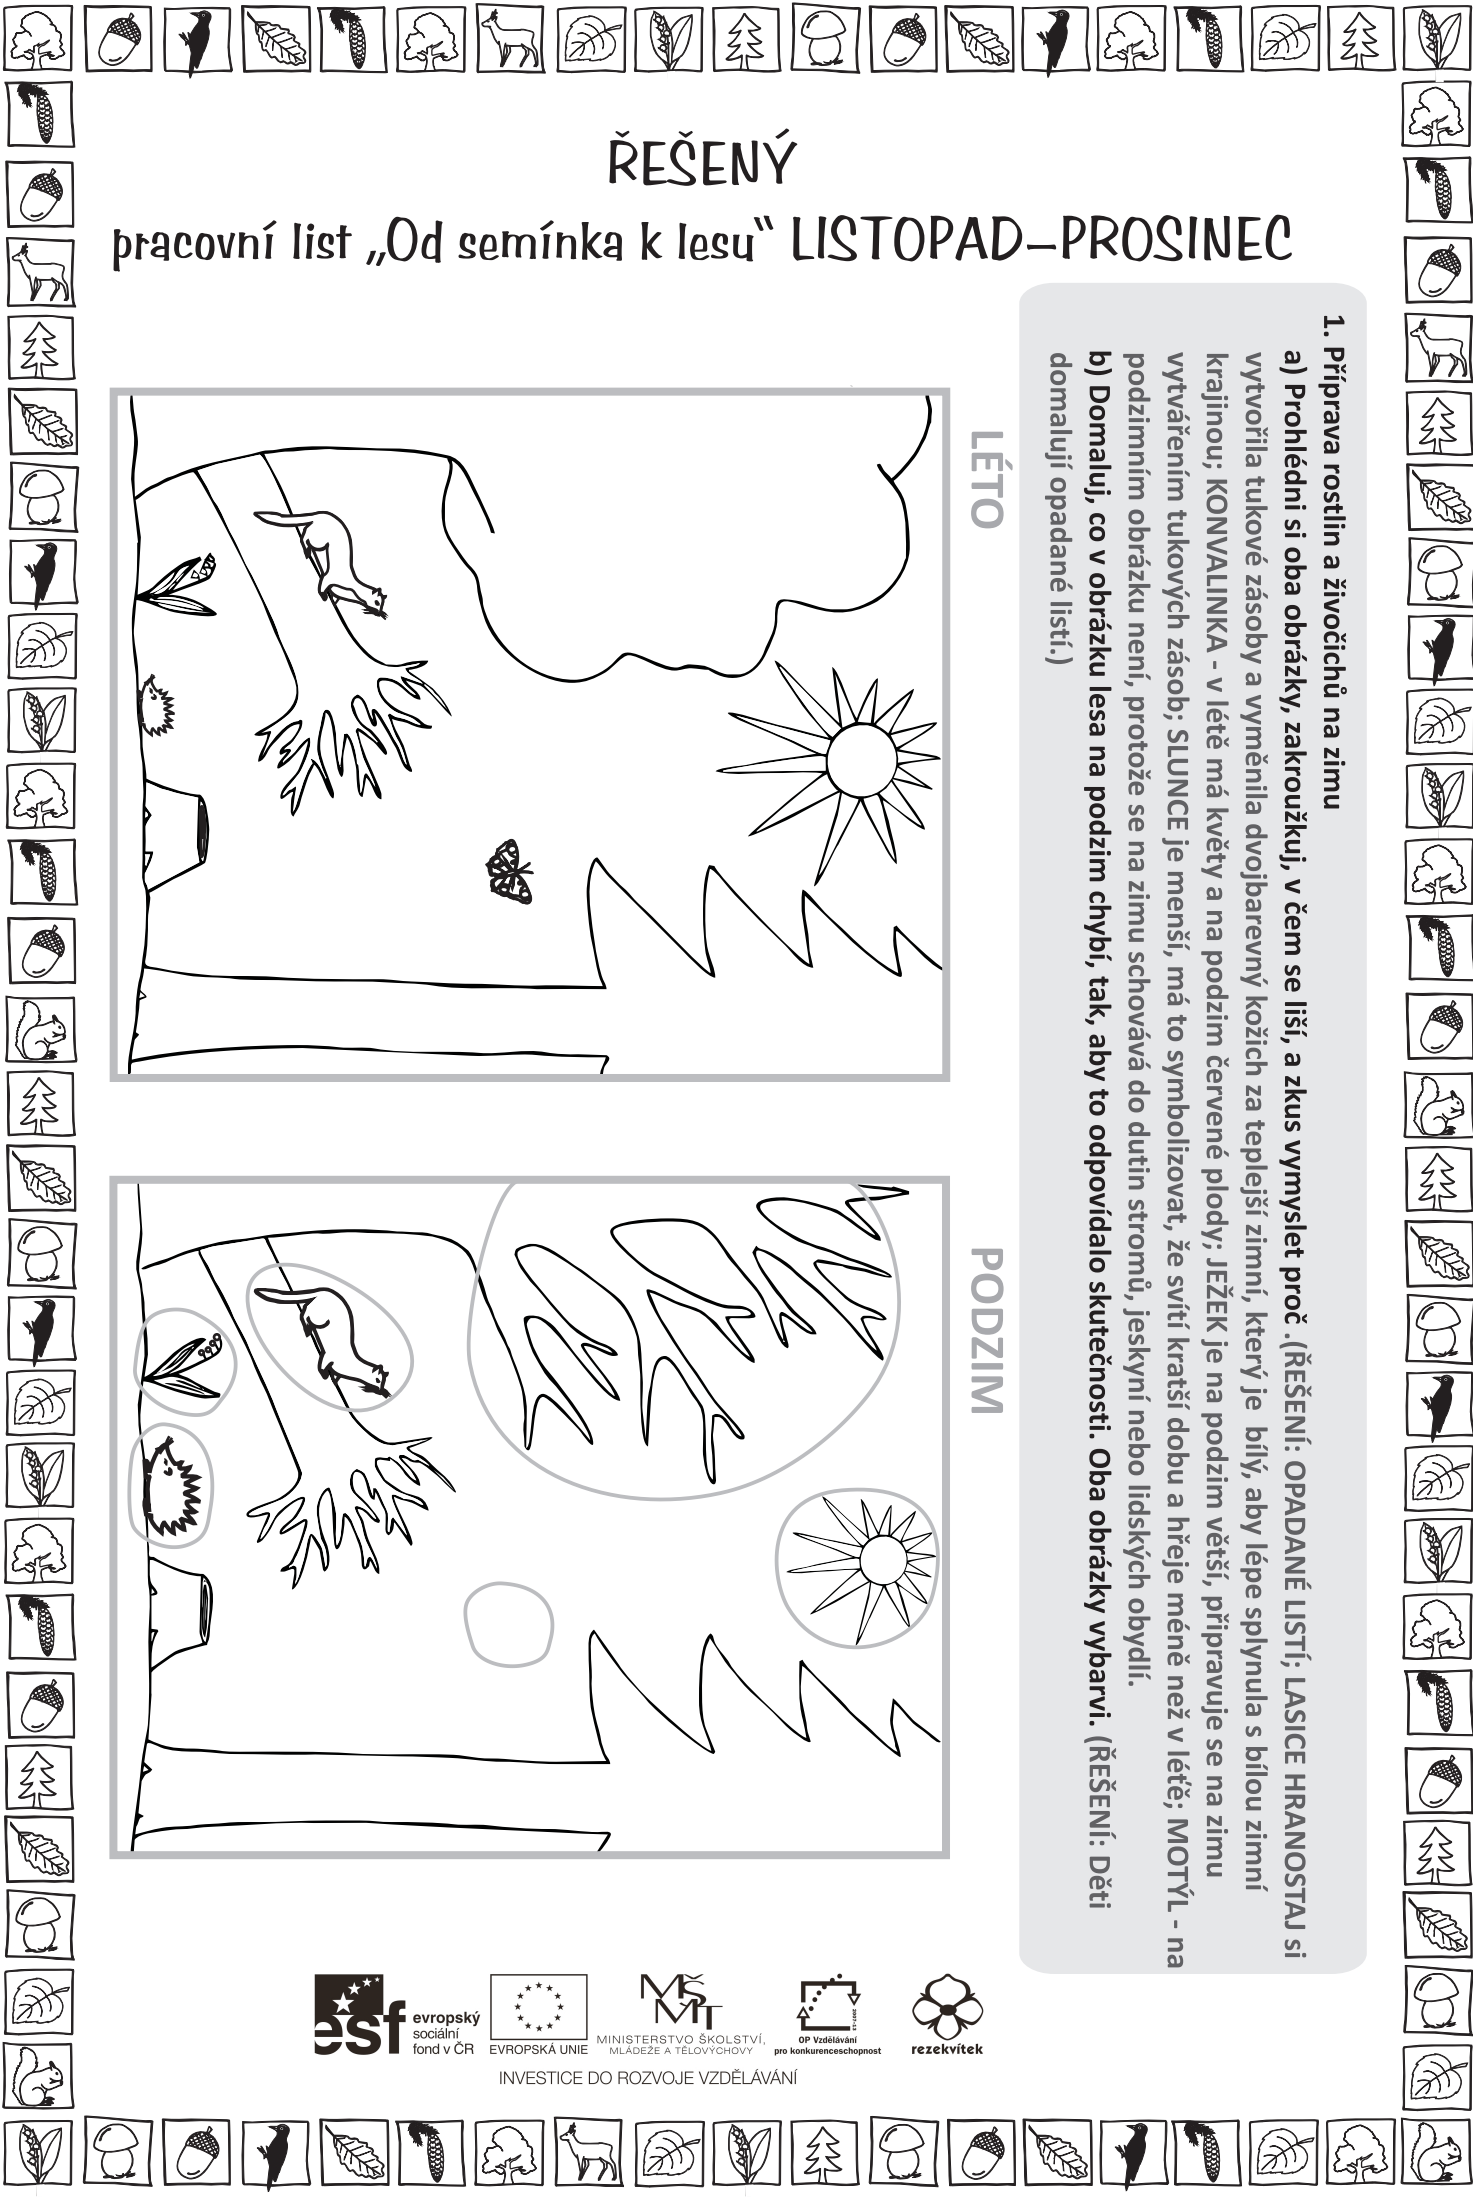 ŘEŠENÝ
pracovní list „Od semínka k lesu“ LISTOPAD–PROSINEC
1. Příprava rostlin a živočichů na zimu
a) Prohlédni si oba obrázky, zakroužkuj, v čem se liší, a zkus vymyslet proč .(ŘEŠENÍ: OPADANÉ LISTÍ; LASICE HRANOSTAJ si
vytvořila tukové zásoby a vyměnila dvojbarevný kožich za teplejší zimní, který je bílý, aby lépe splynula s bílou zimní
krajinou; KONVALINKA - v létě má květy a na podzim červené plody; JEŽEK je na podzim větší, připravuje se na zimu
vytvářením tukových zásob; SLUNCE je menší, má to symbolizovat, že svítí kratší dobu a hřeje méně než v létě; MOTÝL - na
podzimním obrázku není, protože se na zimu schovává do dutin stromů, jeskyní nebo lidských obydlí.
b) Domaluj, co v obrázku lesa na podzim chybí, tak, aby to odpovídalo skutečnosti. Oba obrázky vybarvi. (ŘEŠENÍ: Děti
domalují opadané listí.)
LÉTO
PODZIM
esf evropský
sociální
fond v ČR
EVROPSKÁ UNIE
MŠMT
MINISTERSTVO ŠKOLSTVÍ,
MLÁDEŽE A TĚLOVÝCHOVY
2007-13
OP Vzdělávání
pro konkurenceschopnost
rezekvítek
INVESTICE DO ROZVOJE VZDĚLÁVÁNÍ